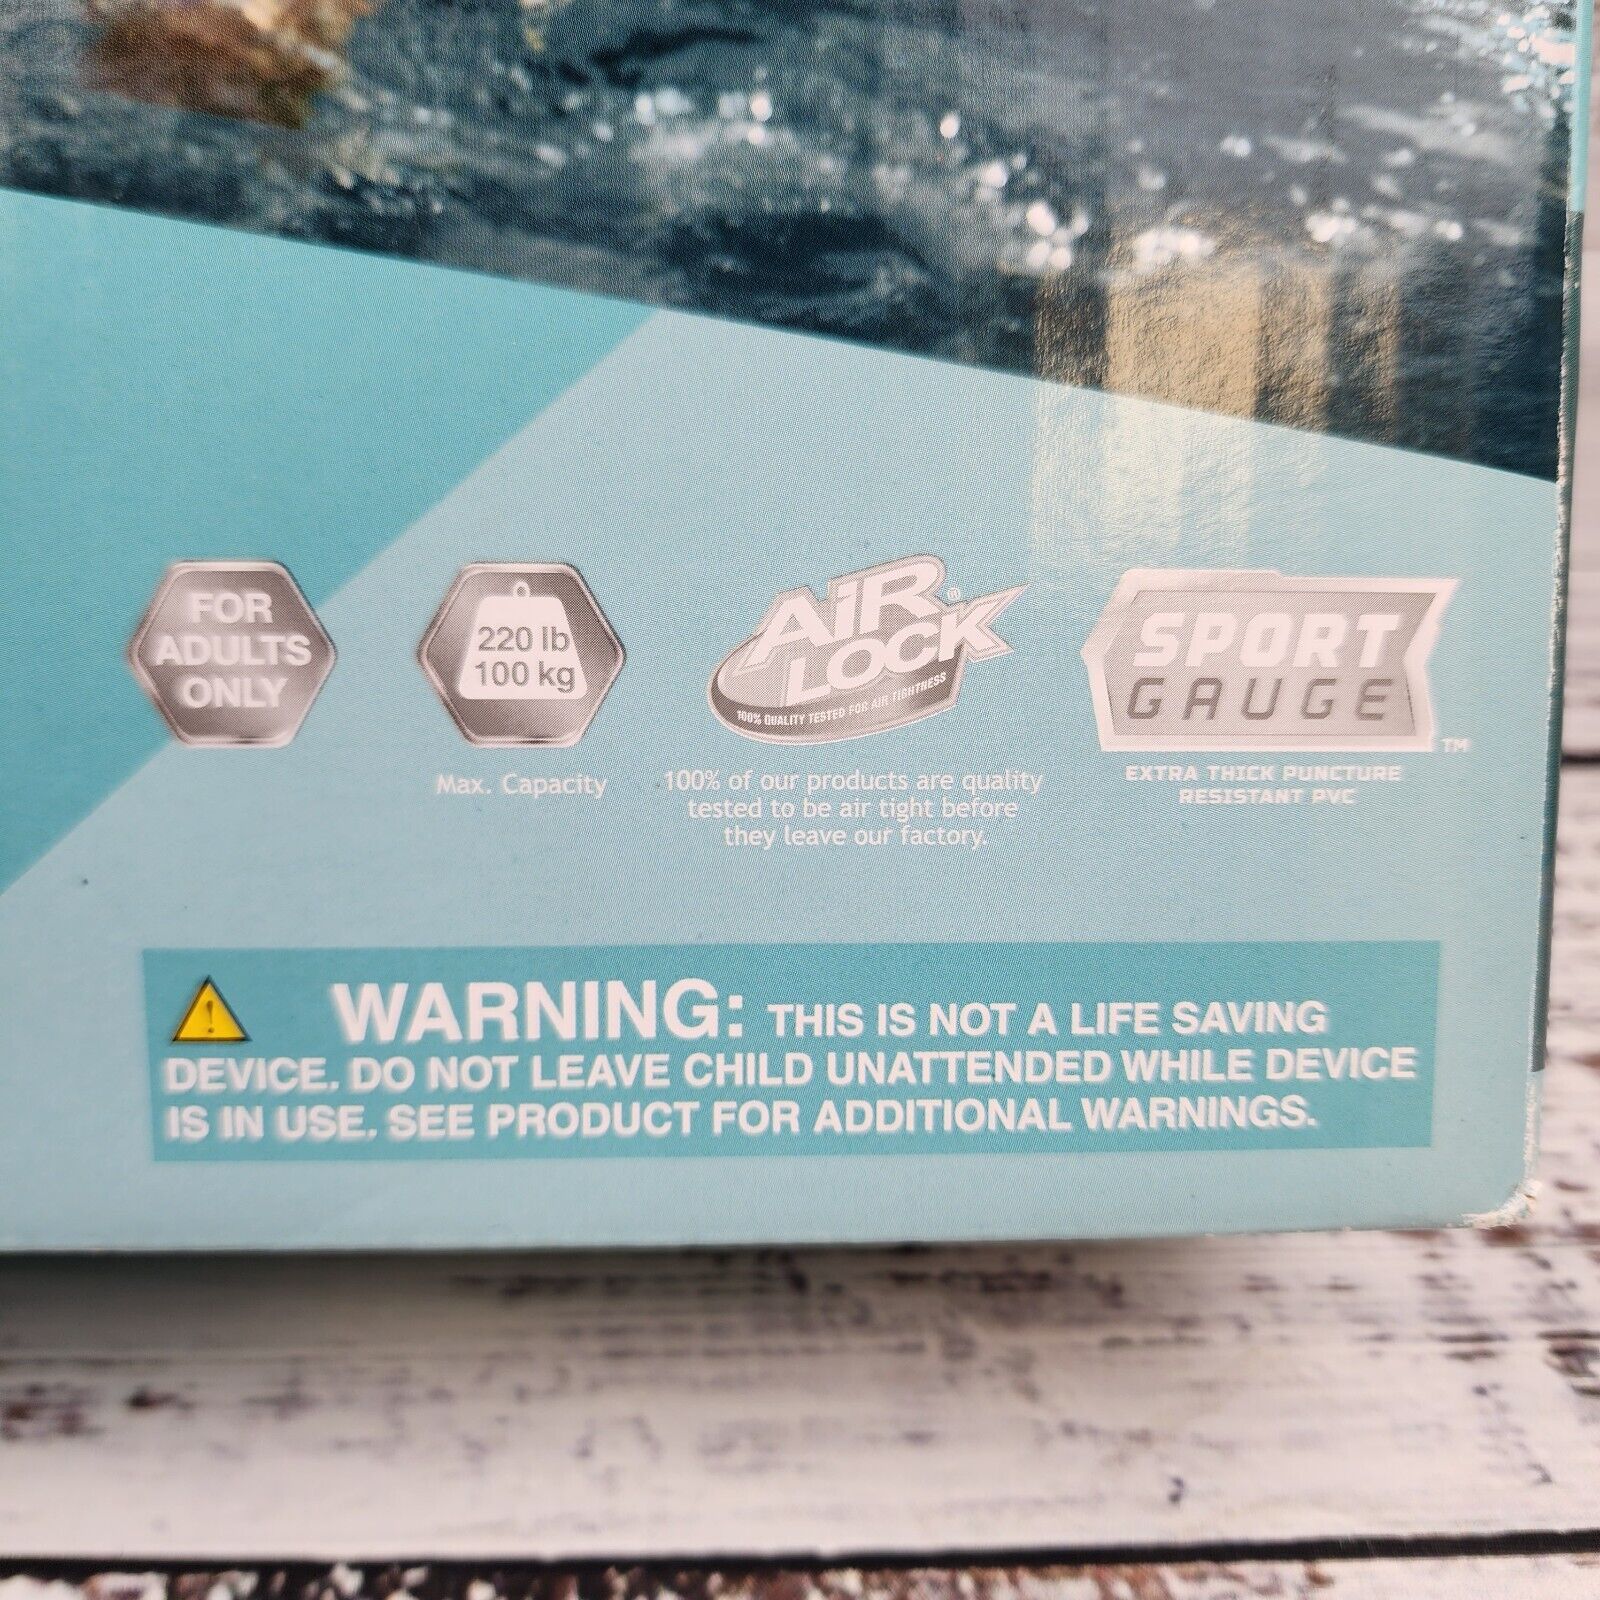 FOR
ADULTS
ONLY
220 lb
100 kg
Max. Capacity
AiR
LOCK®
100% QUALITY TESTED FOR AIR TIGHTNESS
100% of our products are quality
tested to be air tight before
they leave our factory.
SPORT
GAUGE™
EXTRA THICK PUNCTURE
RESISTANT PVC
WARNING: THIS IS NOT A LIFE SAVING
DEVICE. DO NOT LEAVE CHILD UNATTENDED WHILE DEVICE
IS IN USE. SEE PRODUCT FOR ADDITIONAL WARNINGS.